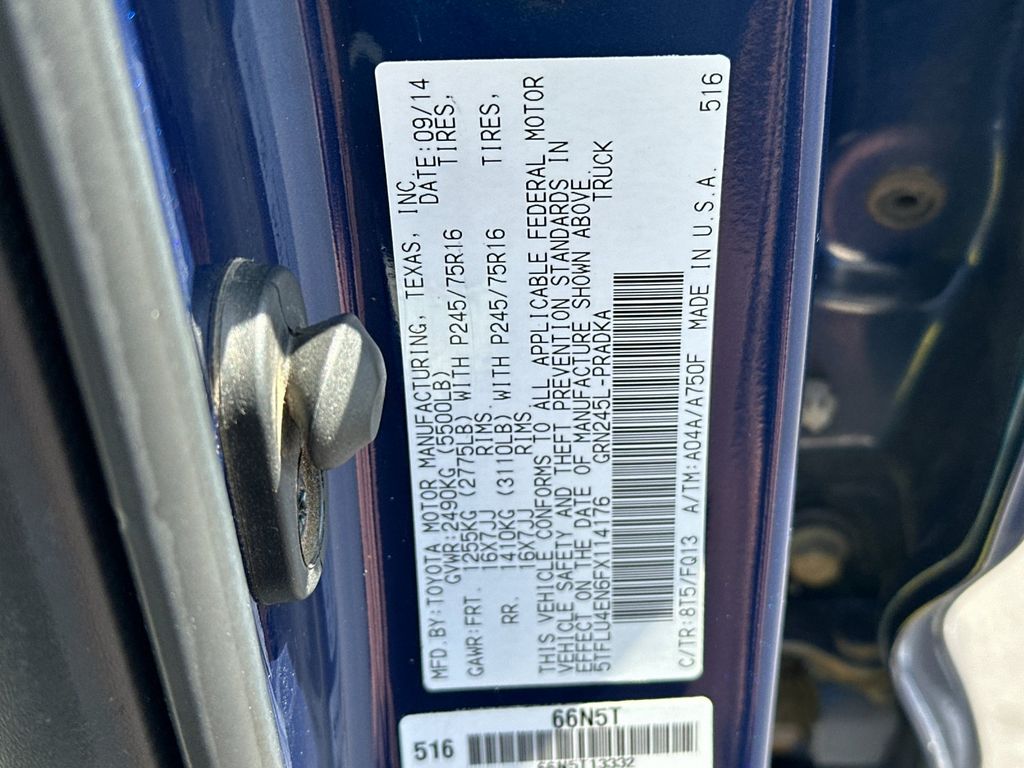 MFD.BY:TOYOTA MOTOR MANUFACTURING, TEXAS, INC
GVWR:2490KG (5500LB) DATE:09/14
GAWR:FRT. 1255KG (2775LB) WITH P245/75R16 TIRES,
16X7JJ RIMS.
RR. 1410KG (3110LB) WITH P245/75R16 TIRES,
16X7JJ RIMS
THIS VEHICLE CONFORMS TO ALL APPLICABLE FEDERAL MOTOR
VEHICLE SAFETY AND THEFT PREVENTION STANDARDS IN
EFFECT ON THE DATE OF MANUFACTURE SHOWN ABOVE.
5TFLU4EN6FX114176 GRN245L-PRADKA TRUCK
C/TR:8T5/FQ13 A/TM:A04A/A750F MADE IN U.S.A. 516
66N5T
516
66N5T13332